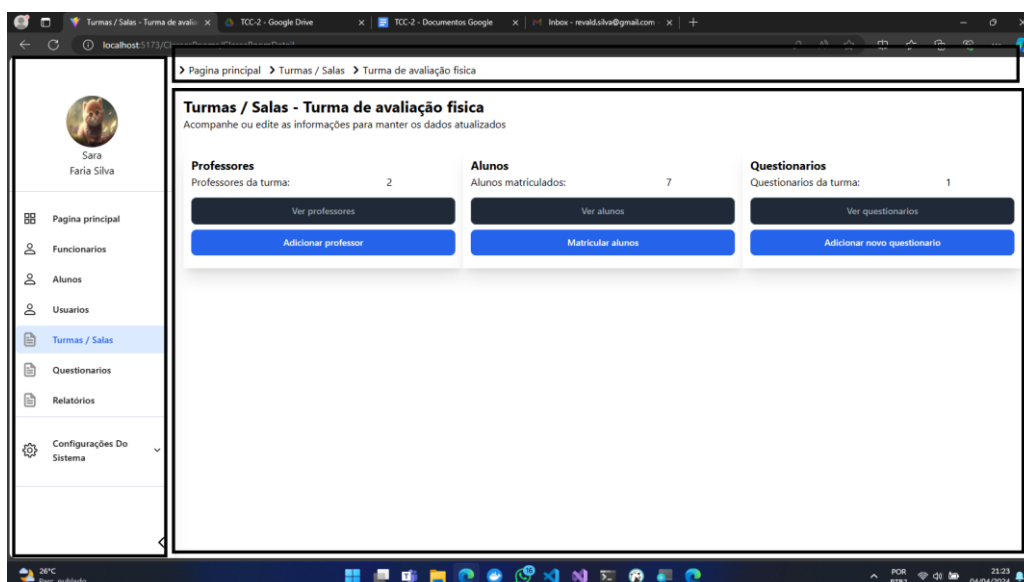 Turmas / Salas - Turma de avalia
TCC-2 - Google Drive
TCC-2 - Documentos Google
Inbox - revald.silva@gmail.com
localhost:5173/
Pagina principal
Turmas / Salas
Turma de avaliação fisica
Sara
Faria Silva
Pagina principal
Funcionarios
Alunos
Usuarios
Turmas / Salas
Questionarios
Relatórios
Configurações Do
Sistema
Turmas / Salas - Turma de avaliação fisica
Acompanhe ou edite as informações para manter os dados atualizados
Professores
Professores da turma: 2
Ver professores
Adicionar professor
Alunos
Alunos matriculados: 7
Ver alunos
Matricular alunos
Questionarios
Questionarios da turma: 1
Ver questionarios
Adicionar novo questionario
26°C
POR
21:23
04/04/2024